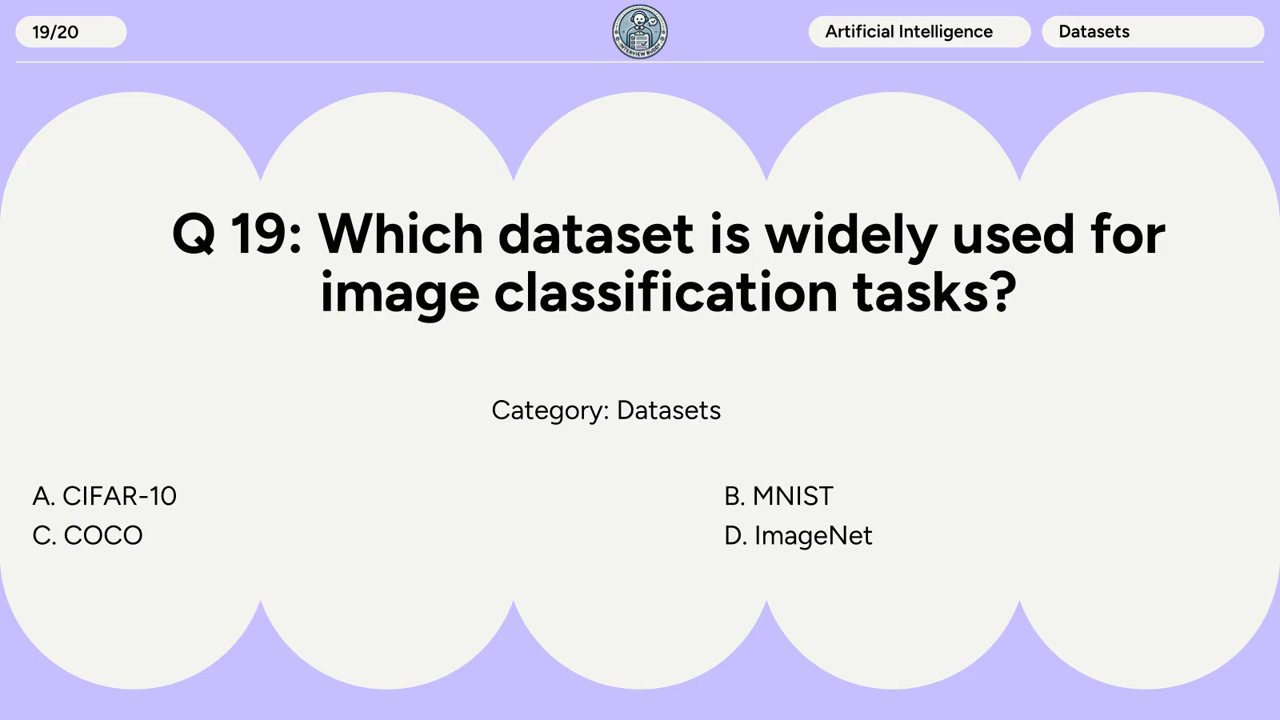 19/20
Artificial Intelligence
Datasets
Q 19: Which dataset is widely used for
image classification tasks?
Category: Datasets
A. CIFAR-10
B. MNIST
C. COCO
D. ImageNet